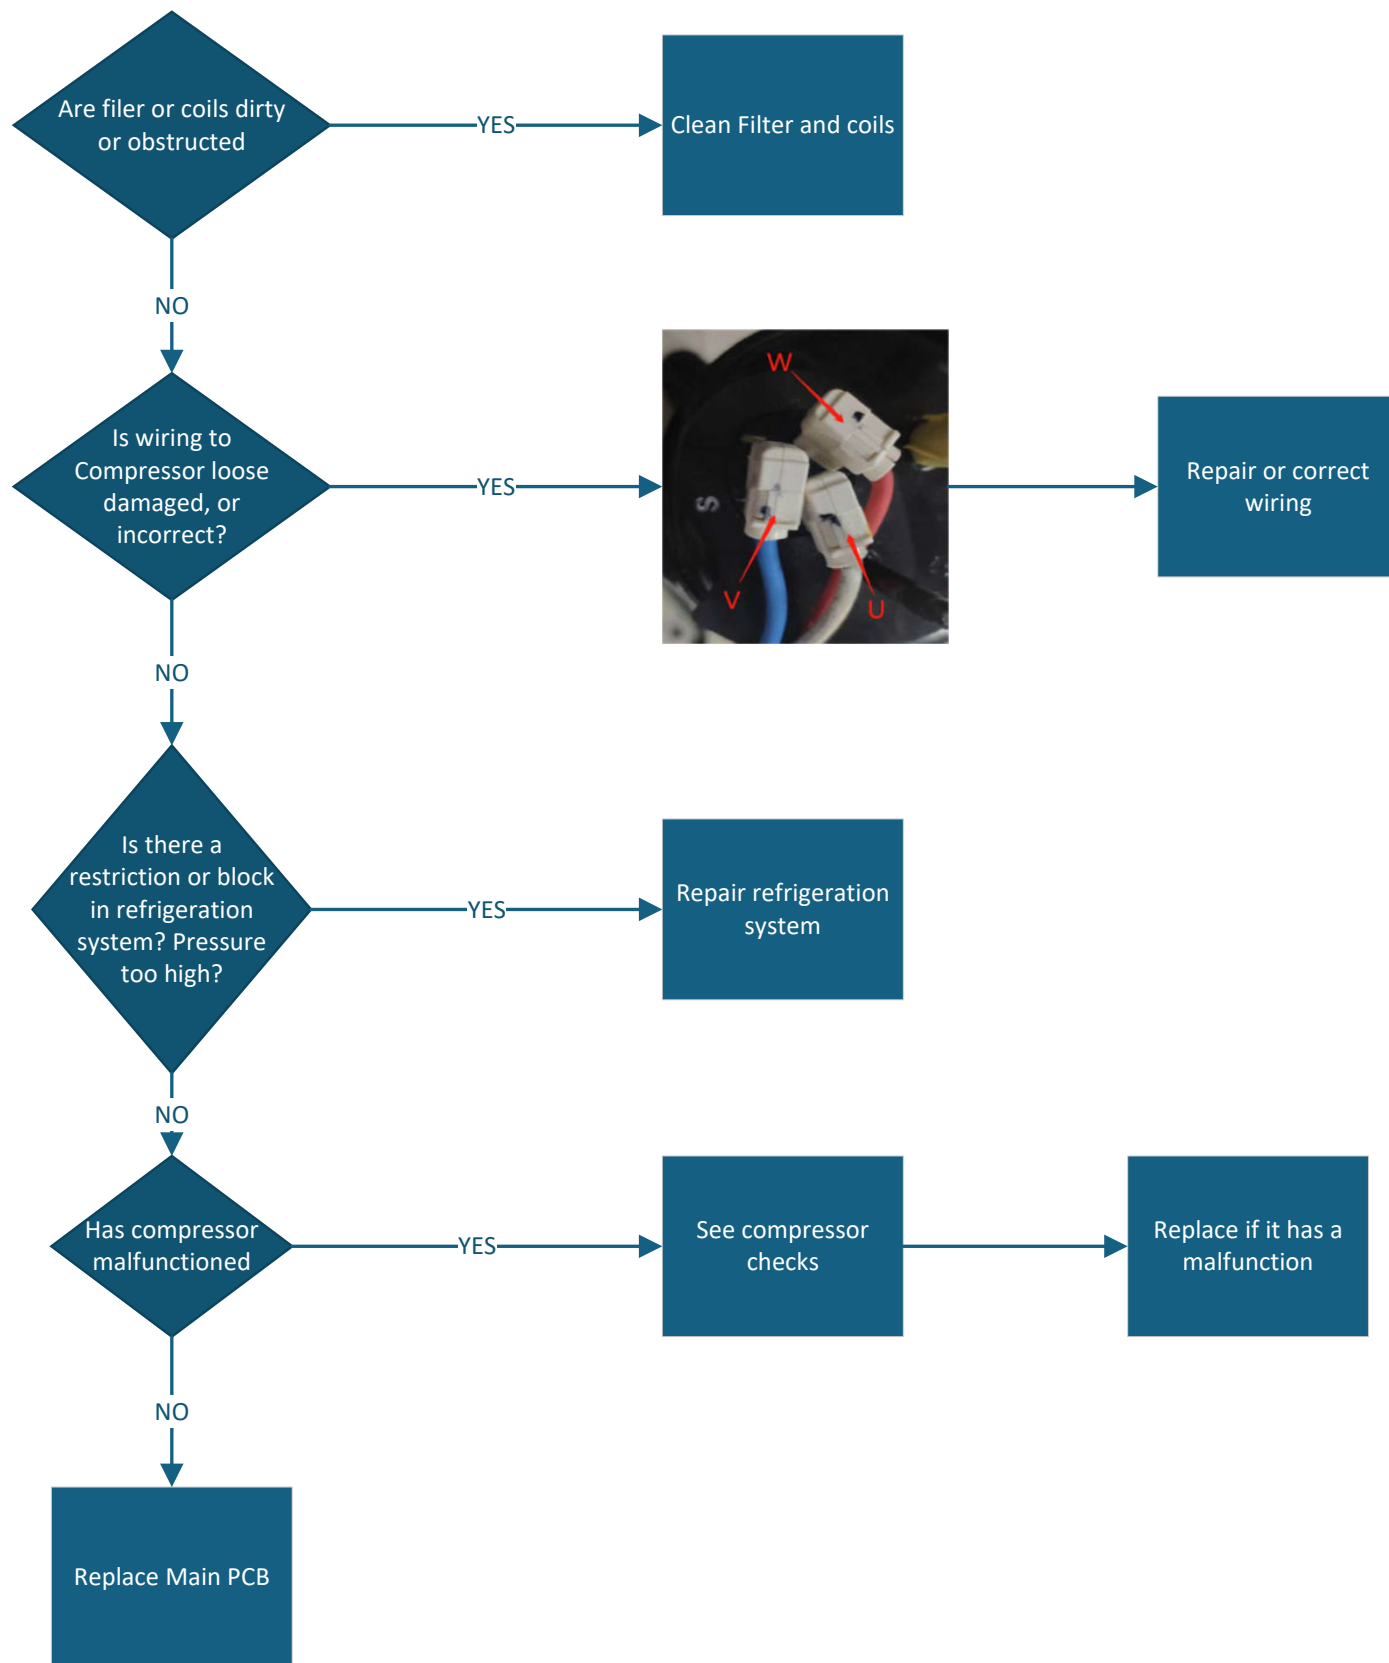 Are filer or coils dirty
or obstructed
YES
Clean Filter and coils
NO
Is wiring to
Compressor loose
damaged, or
incorrect?
YES
W
S
V
U
Repair or correct
wiring
NO
Is there a
restriction or block
in refrigeration
system? Pressure
too high?
YES
Repair refrigeration
system
NO
Has compressor
malfunctioned
YES
See compressor
checks
Replace if it has a
malfunction
NO
Replace Main PCB